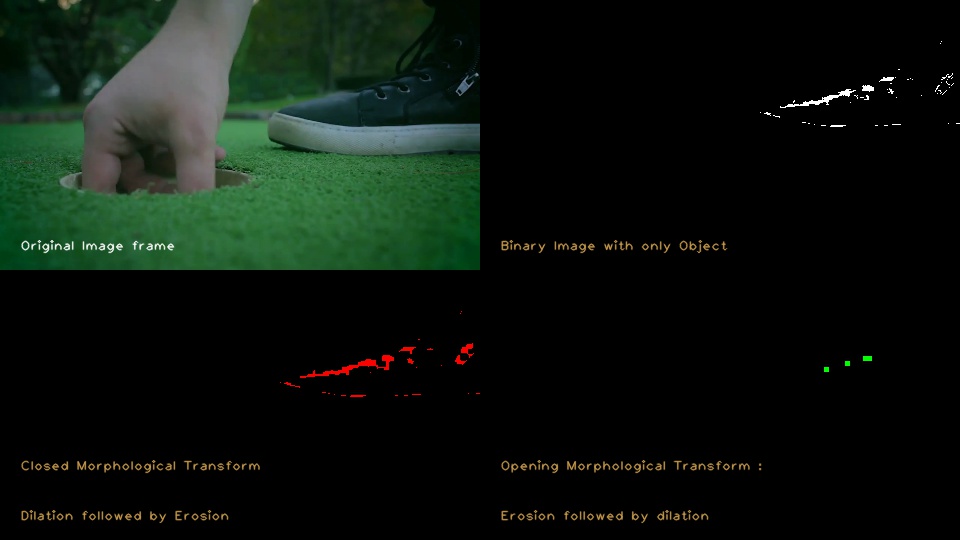 Original Image frame
Binary Image with only Object
Closed Morphological Transform
Dilation followed by Erosion
Opening Morphological Transform :
Erosion followed by dilation